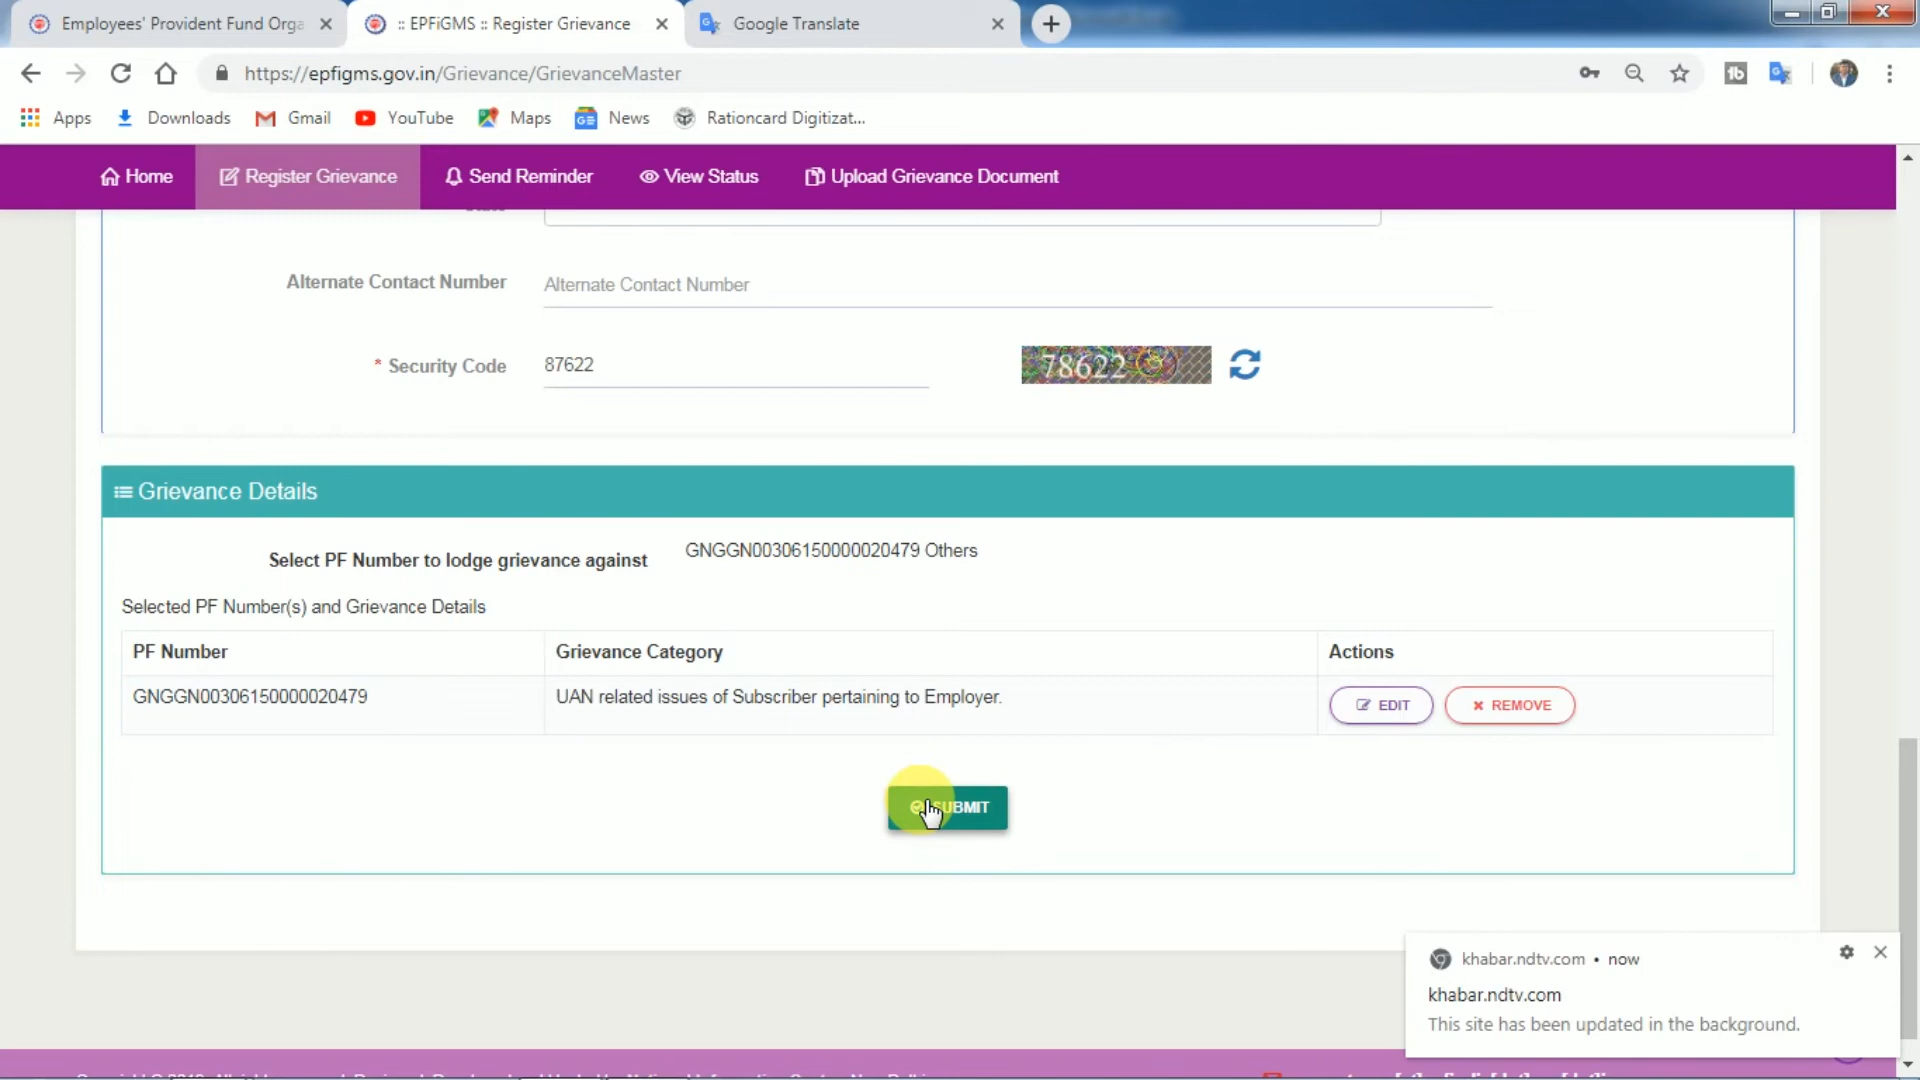 Employees' Provident Fund Orga
:: EPFiGMS :: Register Grievance
Google Translate
https://epfigms.gov.in/Grievance/GrievanceMaster
Apps
Downloads
Gmail
YouTube
Maps
News
Rationcard Digitizat...
Home
Register Grievance
Send Reminder
View Status
Upload Grievance Document
Alternate Contact Number
Alternate Contact Number
* Security Code
87622
78622
Grievance Details
Select PF Number to lodge grievance against
GNGGN00306150000020479 Others
Selected PF Number(s) and Grievance Details
PF Number
Grievance Category
Actions
GNGGN00306150000020479
UAN related issues of Subscriber pertaining to Employer.
EDIT
REMOVE
SUBMIT
khabar.ndtv.com • now
khabar.ndtv.com
This site has been updated in the background.